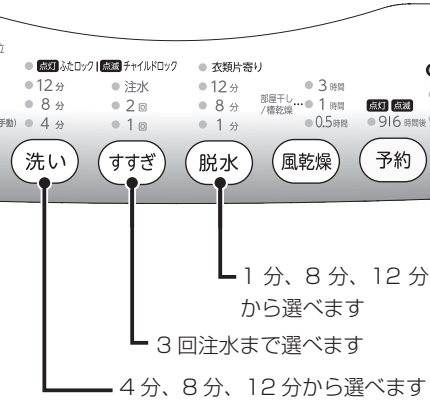 位
点灯 ふたロック 点滅 チャイルドロック
衣類片寄り
12分
8分
手動) 4分
注水
2回
1回
12分
8分
1分
部屋干し/槽乾燥…
3時間
1時間
0.5時間
点灯 点滅
9|6 時間後
洗い
すすぎ
脱水
風乾燥
予約
1分、8分、12分
から選べます
3回注水まで選べます
4分、8分、12分から選べます